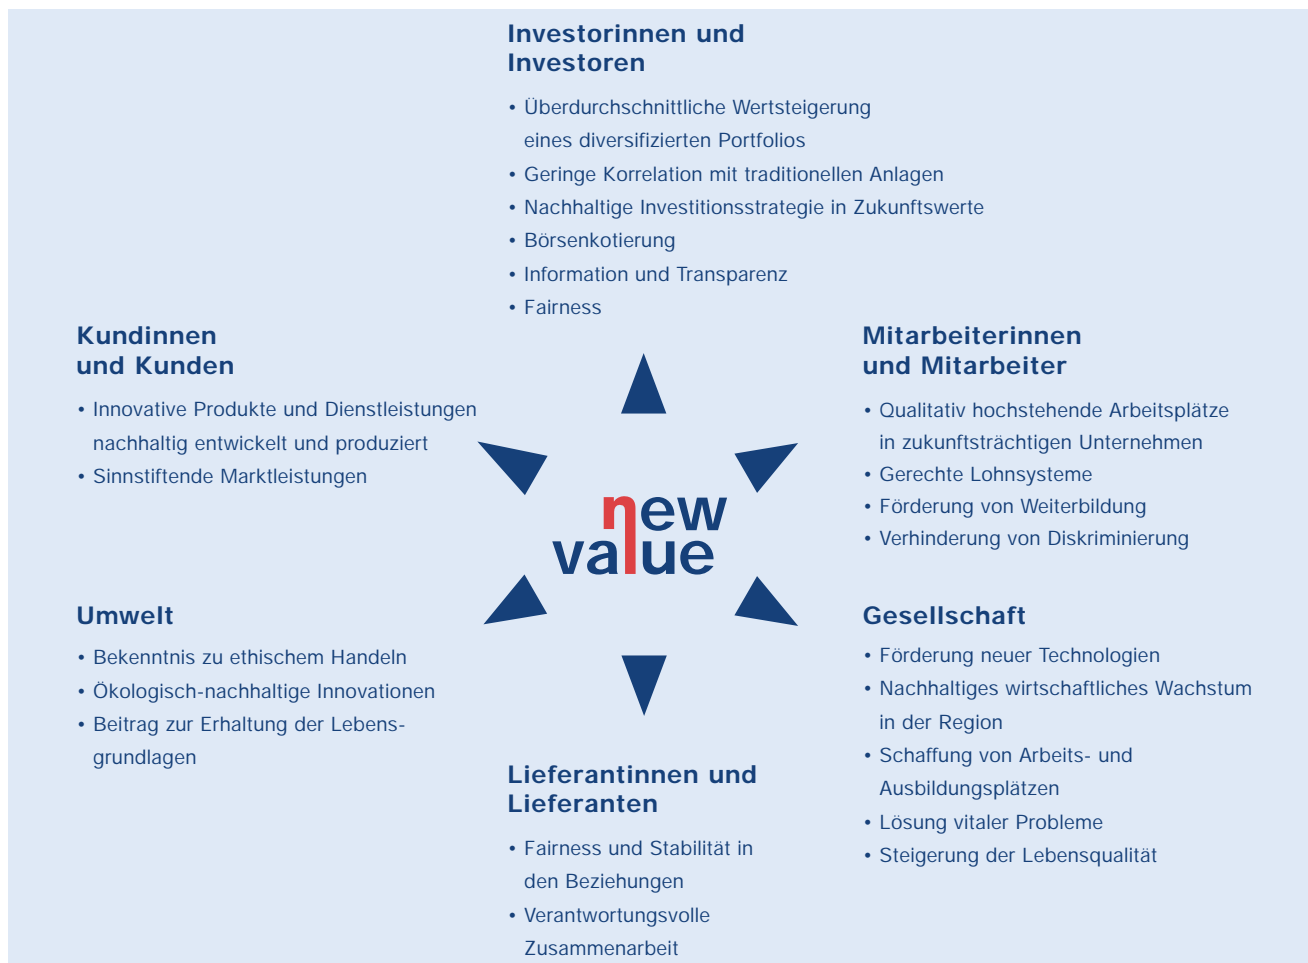 Investorinnen und
Investoren
• Überdurchschnittliche Wertsteigerung
eines diversifizierten Portfolios
• Geringe Korrelation mit traditionellen Anlagen
• Nachhaltige Investitionsstrategie in Zukunftswerte
• Börsenkotierung
• Information und Transparenz
• Fairness
Kundinnen
und Kunden
• Innovative Produkte und Dienstleistungen
nachhaltig entwickelt und produziert
• Sinnstiftende Marktleistungen
Mitarbeiterinnen
und Mitarbeiter
• Qualitativ hochstehende Arbeitsplätze
in zukunftsträchtigen Unternehmen
• Gerechte Lohnsysteme
• Förderung von Weiterbildung
• Verhinderung von Diskriminierung
new
value
Umwelt
• Bekenntnis zu ethischem Handeln
• Ökologisch-nachhaltige Innovationen
• Beitrag zur Erhaltung der Lebens-
grundlagen
Gesellschaft
• Förderung neuer Technologien
• Nachhaltiges wirtschaftliches Wachstum
in der Region
• Schaffung von Arbeits- und
Ausbildungsplätzen
• Lösung vitaler Probleme
• Steigerung der Lebensqualität
Lieferantinnen und
Lieferanten
• Fairness und Stabilität in
den Beziehungen
• Verantwortungsvolle
Zusammenarbeit